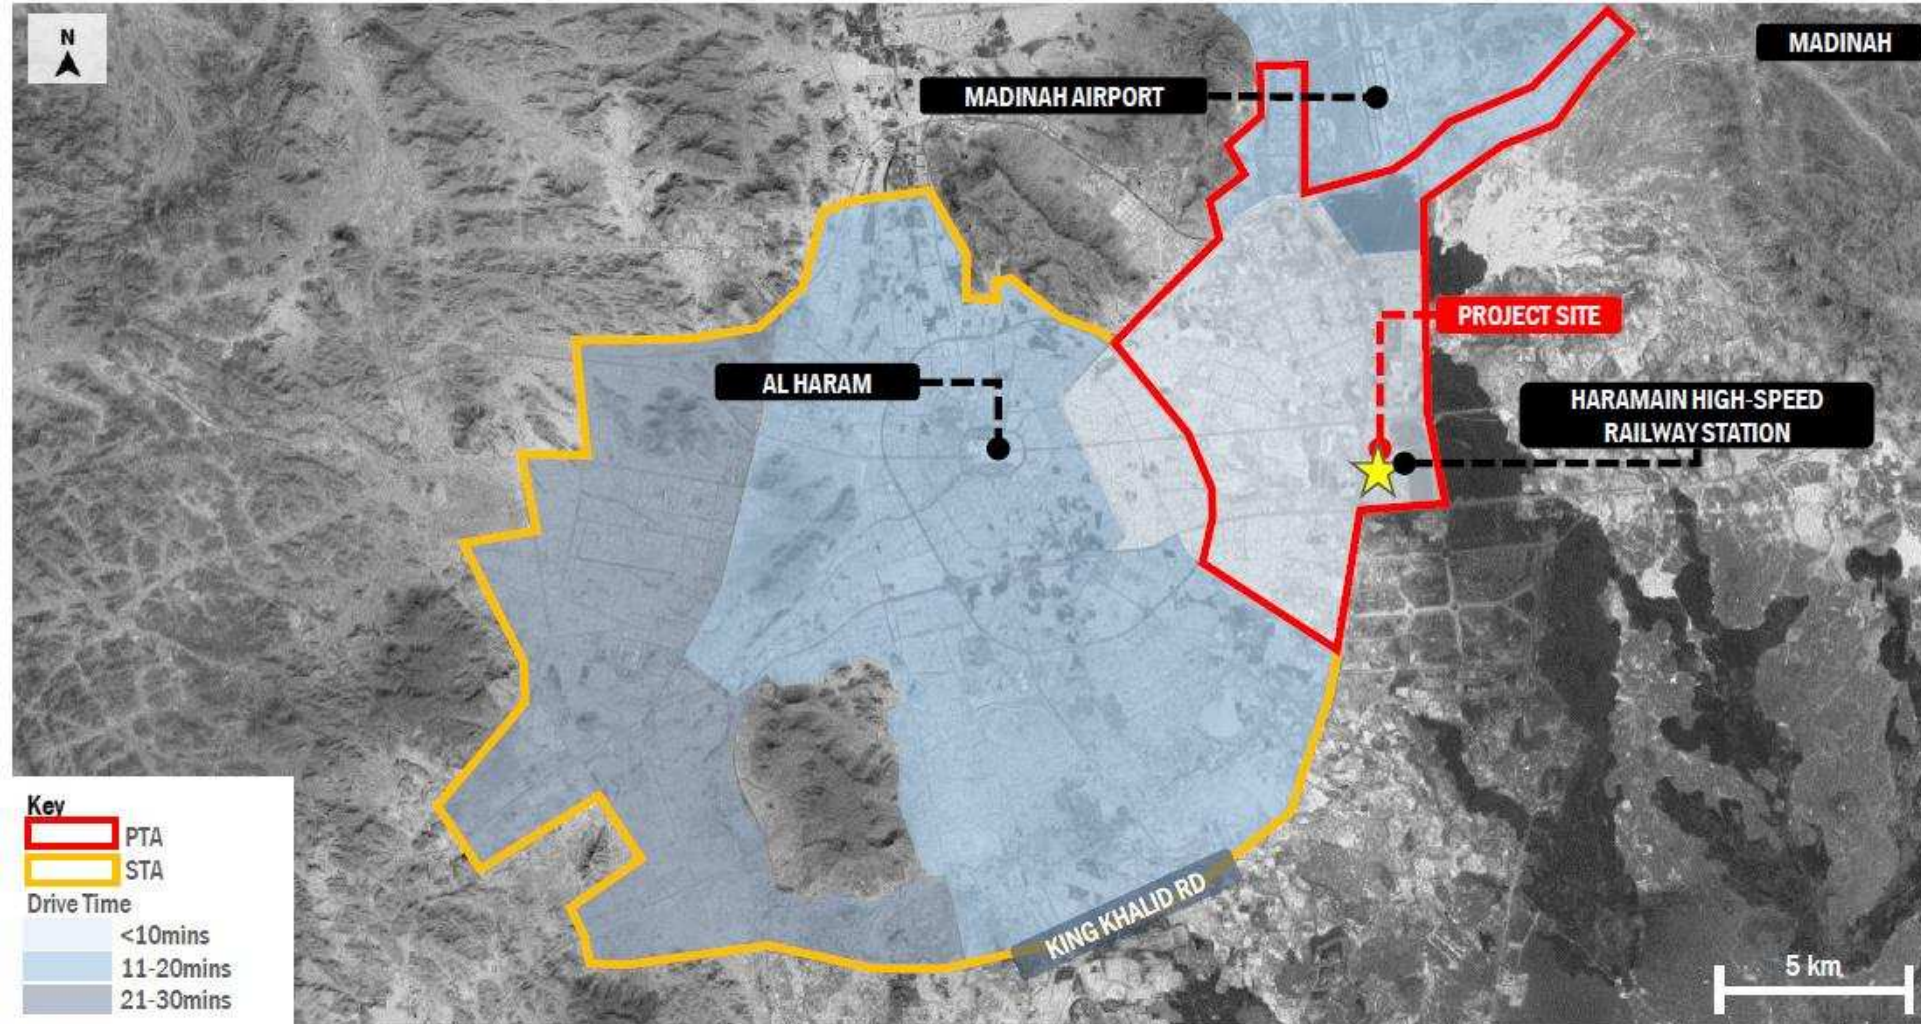 N
MADINAH
MADINAH AIRPORT
PROJECT SITE
AL HARAM
HARAMAIN HIGH-SPEED
RAILWAY STATION
KING KHALID RD
Key
PTA
STA
Drive Time
<10mins
11-20mins
21-30mins
5 km